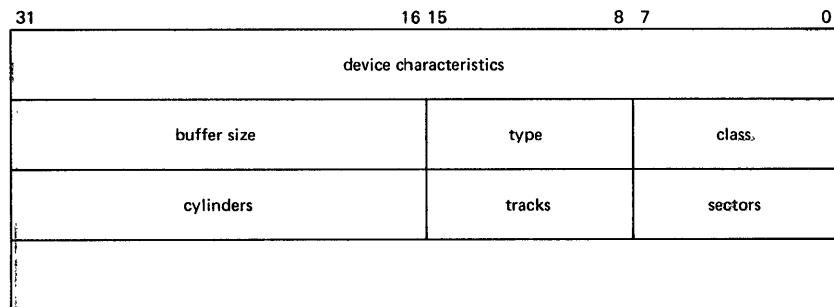 31 16 15 8 7 0
device characteristics
buffer size type class
cylinders tracks sectors